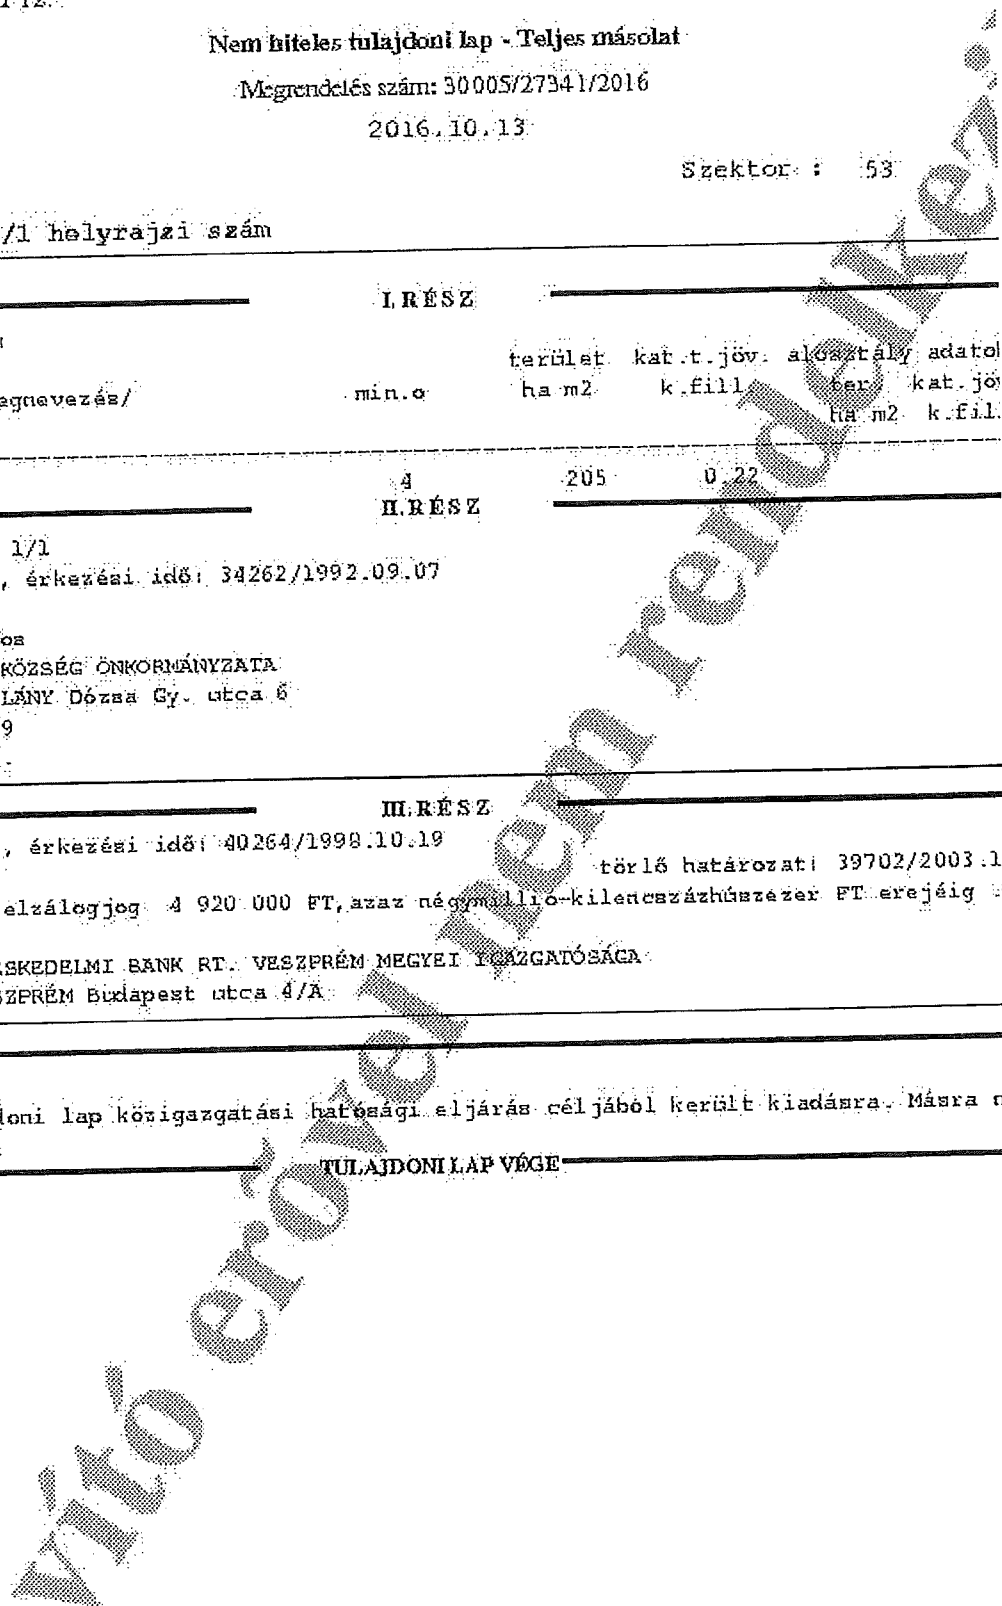 Nem hiteles tulajdoni lap - Teljes másolat
Megrendelés szám: 30005/27341/2016
2016.10.13
Szektor : 53
/1 helyrajzi szám
I. RÉSZ
terület kat.t.jöv. alosztály adatok
egnevezés/ min.o ha m2 k.fill. ter. kat.jöv
ha m2 k.fil.
4 205 0.22
II. RÉSZ
1/1
, érkezési idő: 34262/1992.09.07
os
KÖZSÉG ÖNKORMÁNYZATA
LÁNY Dózsa Gy. utca 6
9
III. RÉSZ
, érkezési idő: 40264/1998.10.19
törlő határozat: 39702/2003.1
elzálogjog 4 920 000 FT, azaz négymillió-kilencszázhúszezer FT erejéig
SKEDELMI BANK RT. VESZPRÉM MEGYEI IGAZGATÓSÁGA
SZPRÉM Budapest utca 4/A
doni lap közigazgatási hatósági eljárás céljából került kiadásra. Másra n
TULAJDONI LAP VÉGE
vító erővel nem rendelke